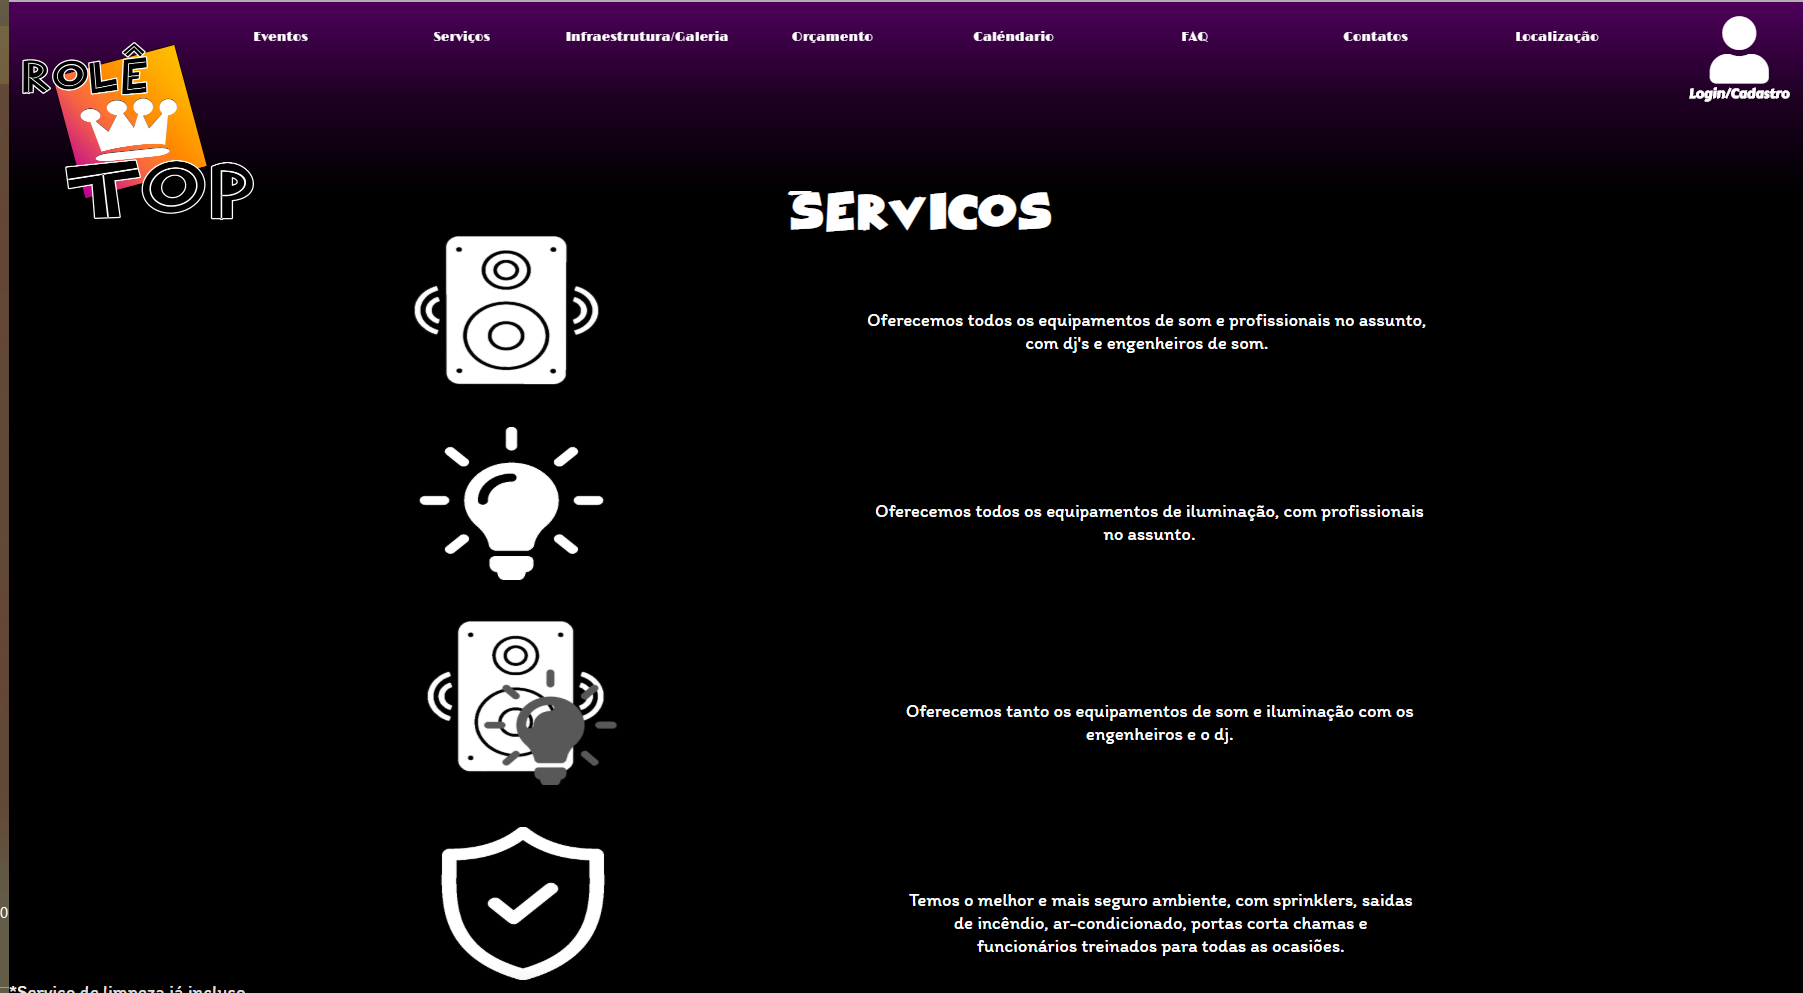 Eventos Serviços Infraestrutura/Galeria Orçamento Caléndario FAQ Contatos Localização
Login/Cadastro
ROLÊ
TOP
SERVICOS
Oferecemos todos os equipamentos de som e profissionais no assunto,
com dj's e engenheiros de som.
Oferecemos todos os equipamentos de iluminação, com profissionais
no assunto.
Oferecemos tanto os equipamentos de som e iluminação com os
engenheiros e o dj.
Temos o melhor e mais seguro ambiente, com sprinklers, saidas
de incêndio, ar-condicionado, portas corta chamas e
funcionários treinados para todas as ocasiões.
0
*Serviço de limpeza já incluso